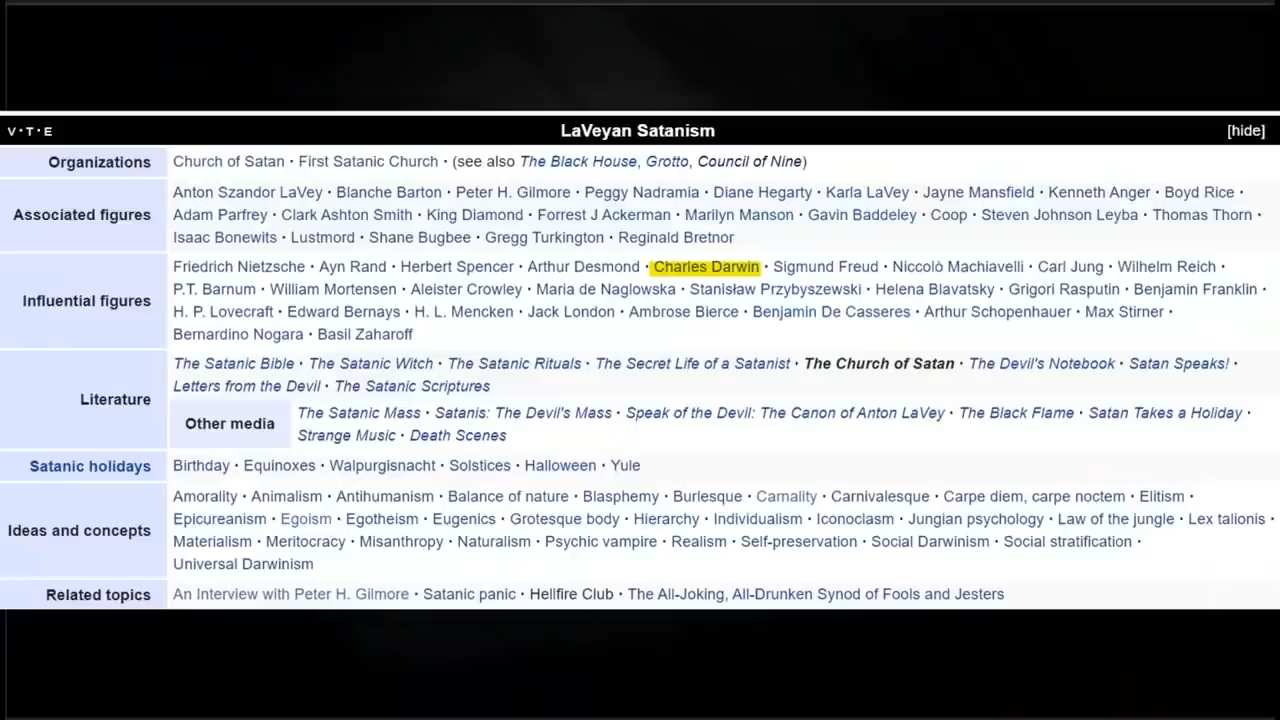 V · T · E LaVeyan Satanism [hide]
Organizations Church of Satan · First Satanic Church · (see also The Black House, Grotto, Council of Nine)
Associated figures Anton Szandor LaVey · Blanche Barton · Peter H. Gilmore · Peggy Nadramia · Diane Hegarty · Karla LaVey · Jayne Mansfield · Kenneth Anger · Boyd Rice ·
Adam Parfrey · Clark Ashton Smith · King Diamond · Forrest J Ackerman · Marilyn Manson · Gavin Baddeley · Coop · Steven Johnson Leyba · Thomas Thorn ·
Isaac Bonewits · Lustmord · Shane Bugbee · Gregg Turkington · Reginald Bretnor
Influential figures Friedrich Nietzsche · Ayn Rand · Herbert Spencer · Arthur Desmond · Charles Darwin · Sigmund Freud · Niccolò Machiavelli · Carl Jung · Wilhelm Reich ·
P.T. Barnum · William Mortensen · Aleister Crowley · Maria de Naglowska · Stanisław Przybyszewski · Helena Blavatsky · Grigori Rasputin · Benjamin Franklin ·
H. P. Lovecraft · Edward Bernays · H. L. Mencken · Jack London · Ambrose Bierce · Benjamin De Casseres · Arthur Schopenhauer · Max Stirner ·
Bernardino Nogara · Basil Zaharoff
Literature The Satanic Bible · The Satanic Witch · The Satanic Rituals · The Secret Life of a Satanist · The Church of Satan · The Devil's Notebook · Satan Speaks! ·
Letters from the Devil · The Satanic Scriptures
Other media The Satanic Mass · Satanis: The Devil's Mass · Speak of the Devil: The Canon of Anton LaVey · The Black Flame · Satan Takes a Holiday ·
Strange Music · Death Scenes
Satanic holidays Birthday · Equinoxes · Walpurgisnacht · Solstices · Halloween · Yule
Ideas and concepts Amorality · Animalism · Antihumanism · Balance of nature · Blasphemy · Burlesque · Carnality · Carnivalesque · Carpe diem, carpe noctem · Elitism ·
Epicureanism · Egoism · Egotheism · Eugenics · Grotesque body · Hierarchy · Individualism · Iconoclasm · Jungian psychology · Law of the jungle · Lex talionis ·
Materialism · Meritocracy · Misanthropy · Naturalism · Psychic vampire · Realism · Self-preservation · Social Darwinism · Social stratification ·
Universal Darwinism
Related topics An Interview with Peter H. Gilmore · Satanic panic · Hellfire Club · The All-Joking, All-Drunken Synod of Fools and Jesters